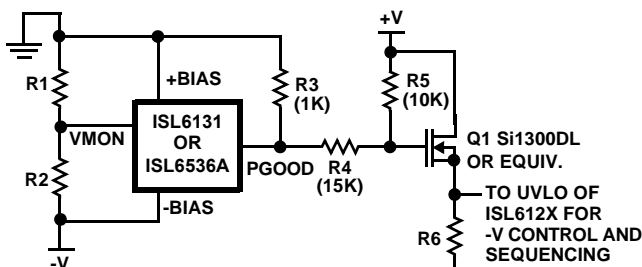 +V
R1
+BIAS
R3
(1K)
R5
(10K)
VMON
ISL6131
OR
ISL6536A
PGOOD
R4
(15K)
Q1 Si1300DL
OR EQUIV.
R2
-BIAS
-V
R6
TO UVLO OF
ISL612X FOR
-V CONTROL AND
SEQUENCING